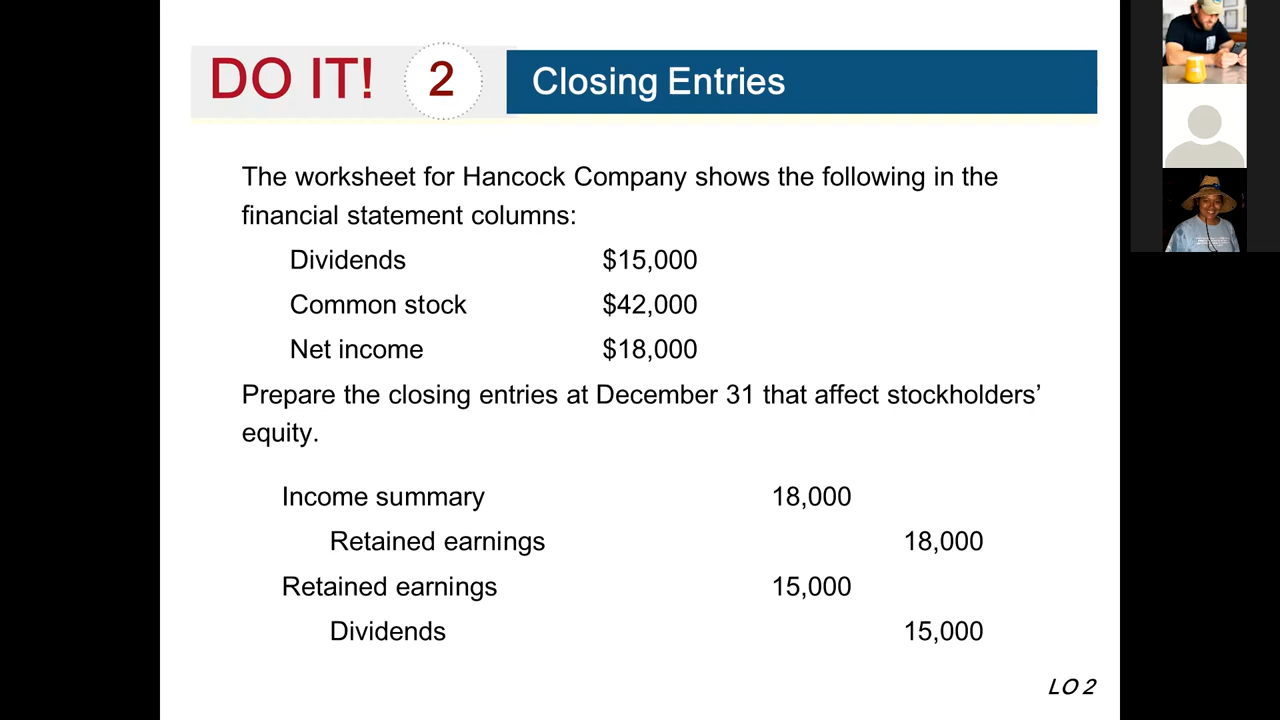 DO IT! 2 Closing Entries
The worksheet for Hancock Company shows the following in the
financial statement columns:
Dividends $15,000
Common stock $42,000
Net income $18,000
Prepare the closing entries at December 31 that affect stockholders’
equity.
Income summary 18,000
Retained earnings 18,000
Retained earnings 15,000
Dividends 15,000
LO 2